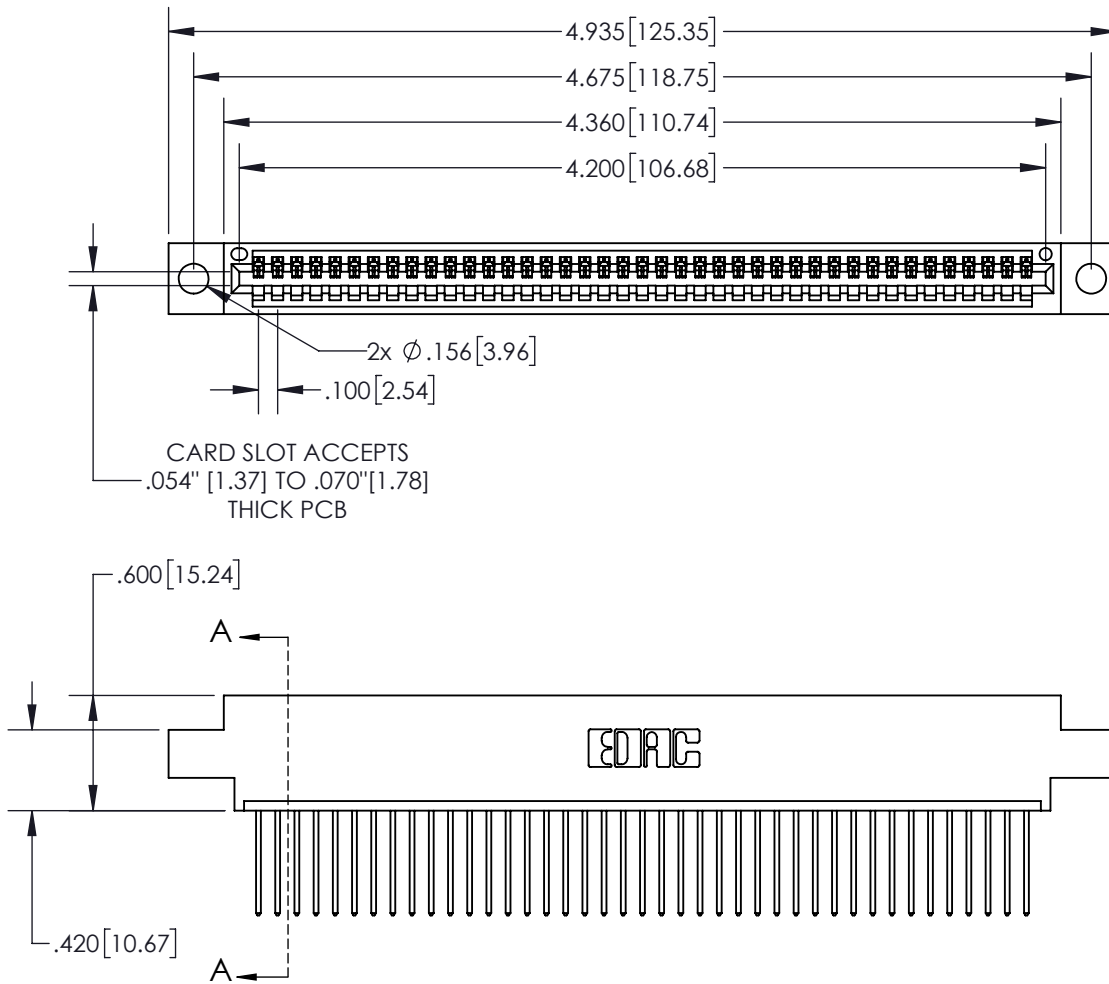 4.935[125.35]
4.675[118.75]
4.360[110.74]
4.200[106.68]
2x Ø .156[3.96]
.100[2.54]
CARD SLOT ACCEPTS
.054" [1.37] TO .070"[1.78]
THICK PCB
.600[15.24]
A
EDAC
.420[10.67]
A